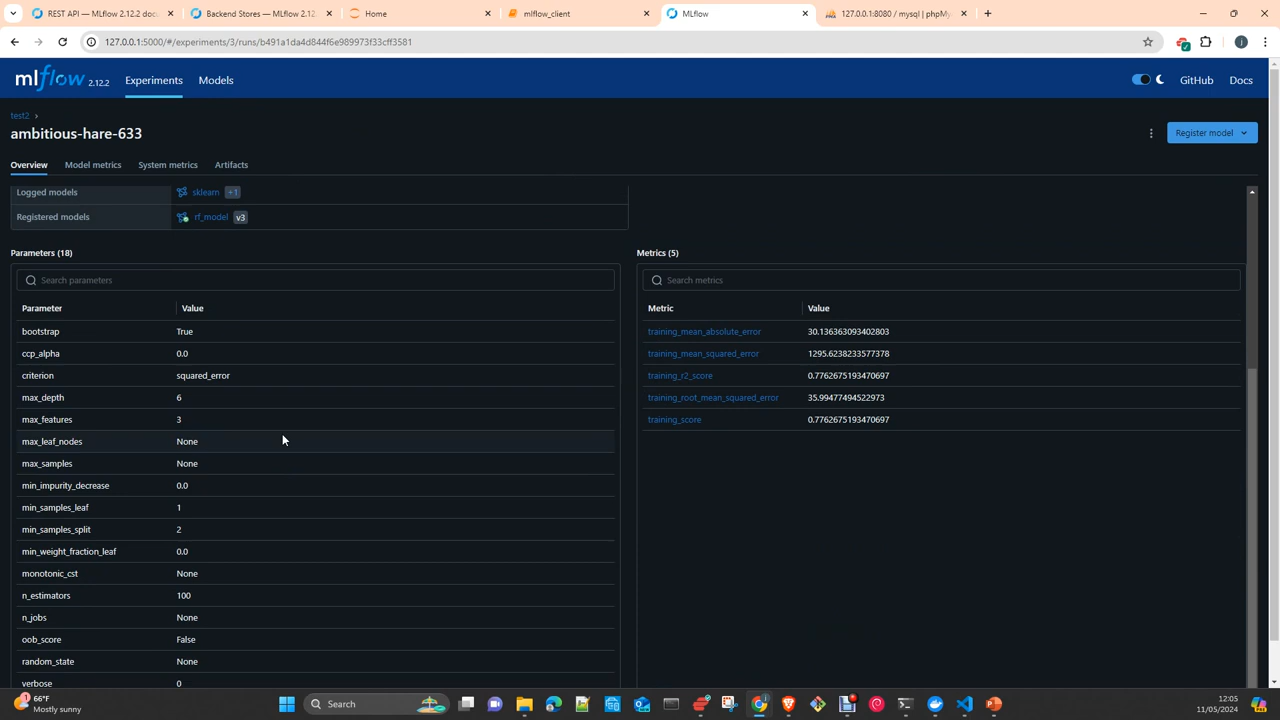 REST API — MLflow 2.12.2 docu
Backend Stores — MLflow 2.12.
Home
mlflow_client
MLflow
127.0.0.1:8080 / mysql | phpMy
127.0.0.1:5000/#/experiments/3/runs/b491a1da4d844f6e989973f33cff3581
mlflow 2.12.2 Experiments Models GitHub Docs
test2
ambitious-hare-633
Register model
Overview Model metrics System metrics Artifacts
Logged models sklearn +1
Registered models rf_model v3
Parameters (18)
Search parameters
Parameter Value
bootstrap True
ccp_alpha 0.0
criterion squared_error
max_depth 6
max_features 3
max_leaf_nodes None
max_samples None
min_impurity_decrease 0.0
min_samples_leaf 1
min_samples_split 2
min_weight_fraction_leaf 0.0
monotonic_cst None
n_estimators 100
n_jobs None
oob_score False
random_state None
verbose 0
Metrics (5)
Search metrics
Metric Value
training_mean_absolute_error 30.136363093402803
training_mean_squared_error 1295.6238233577378
training_r2_score 0.7762675193470697
training_root_mean_squared_error 35.99477494522973
training_score 0.7762675193470697
1
66°F
Mostly sunny
Search
12:05
11/05/2024